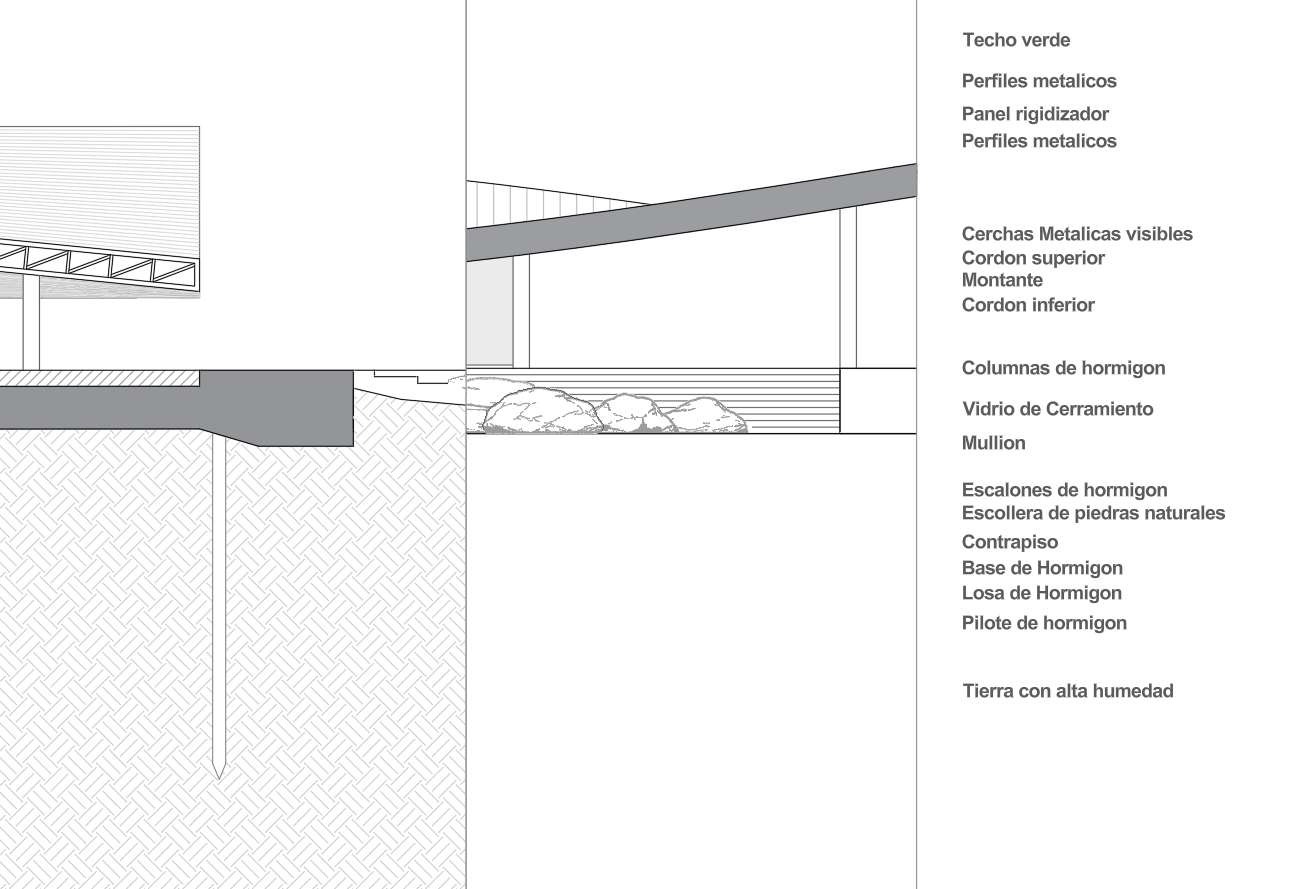 Techo verde
Perfiles metalicos
Panel rigidizador
Perfiles metalicos
Cerchas Metalicas visibles
Cordon superior
Montante
Cordon inferior
Columnas de hormigon
Vidrio de Cerramiento
Mullion
Escalones de hormigon
Escollera de piedras naturales
Contrapiso
Base de Hormigon
Losa de Hormigon
Pilote de hormigon
Tierra con alta humedad